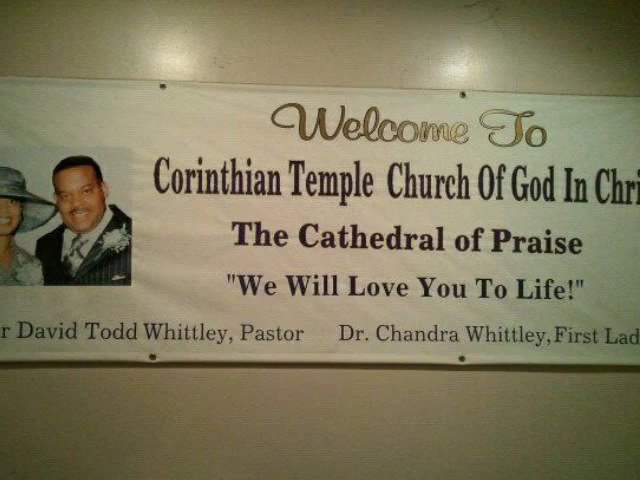 Welcome To
Corinthian Temple Church Of God In Chri
The Cathedral of Praise
"We Will Love You To Life!"
r David Todd Whittley, Pastor Dr. Chandra Whittley, First Lad